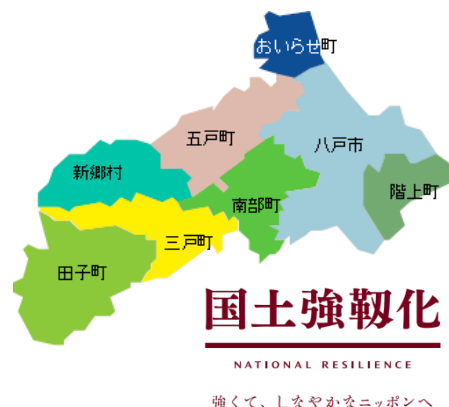 おいらせ町
五戸町
八戸市
新郷村
階上町
南部町
三戸町
田子町
国土強靱化
NATIONAL RESILIENCE
強くて、しなやかなニッポンへ